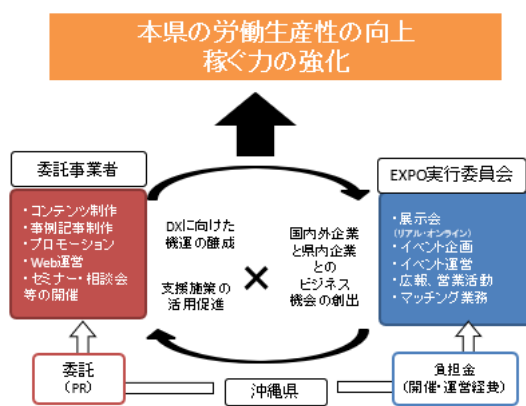 本県の労働生産性の向上
稼ぐ力の強化
委託事業者
・コンテンツ制作
・事例記事制作
・プロモーション
・Web運営
・セミナー・相談会
等の開催
DXに向けた
機運の醸成
支援施策の
活用促進
×
国内外企業
と県内企業
との
ビジネス
機会の創出
EXPO実行委員会
・展示会
(リアル・オンライン)
・イベント企画
・イベント運営
・広報、営業活動
・マッチング業務
委託
(PR)
沖縄県
負担金
(開催・運営経費)